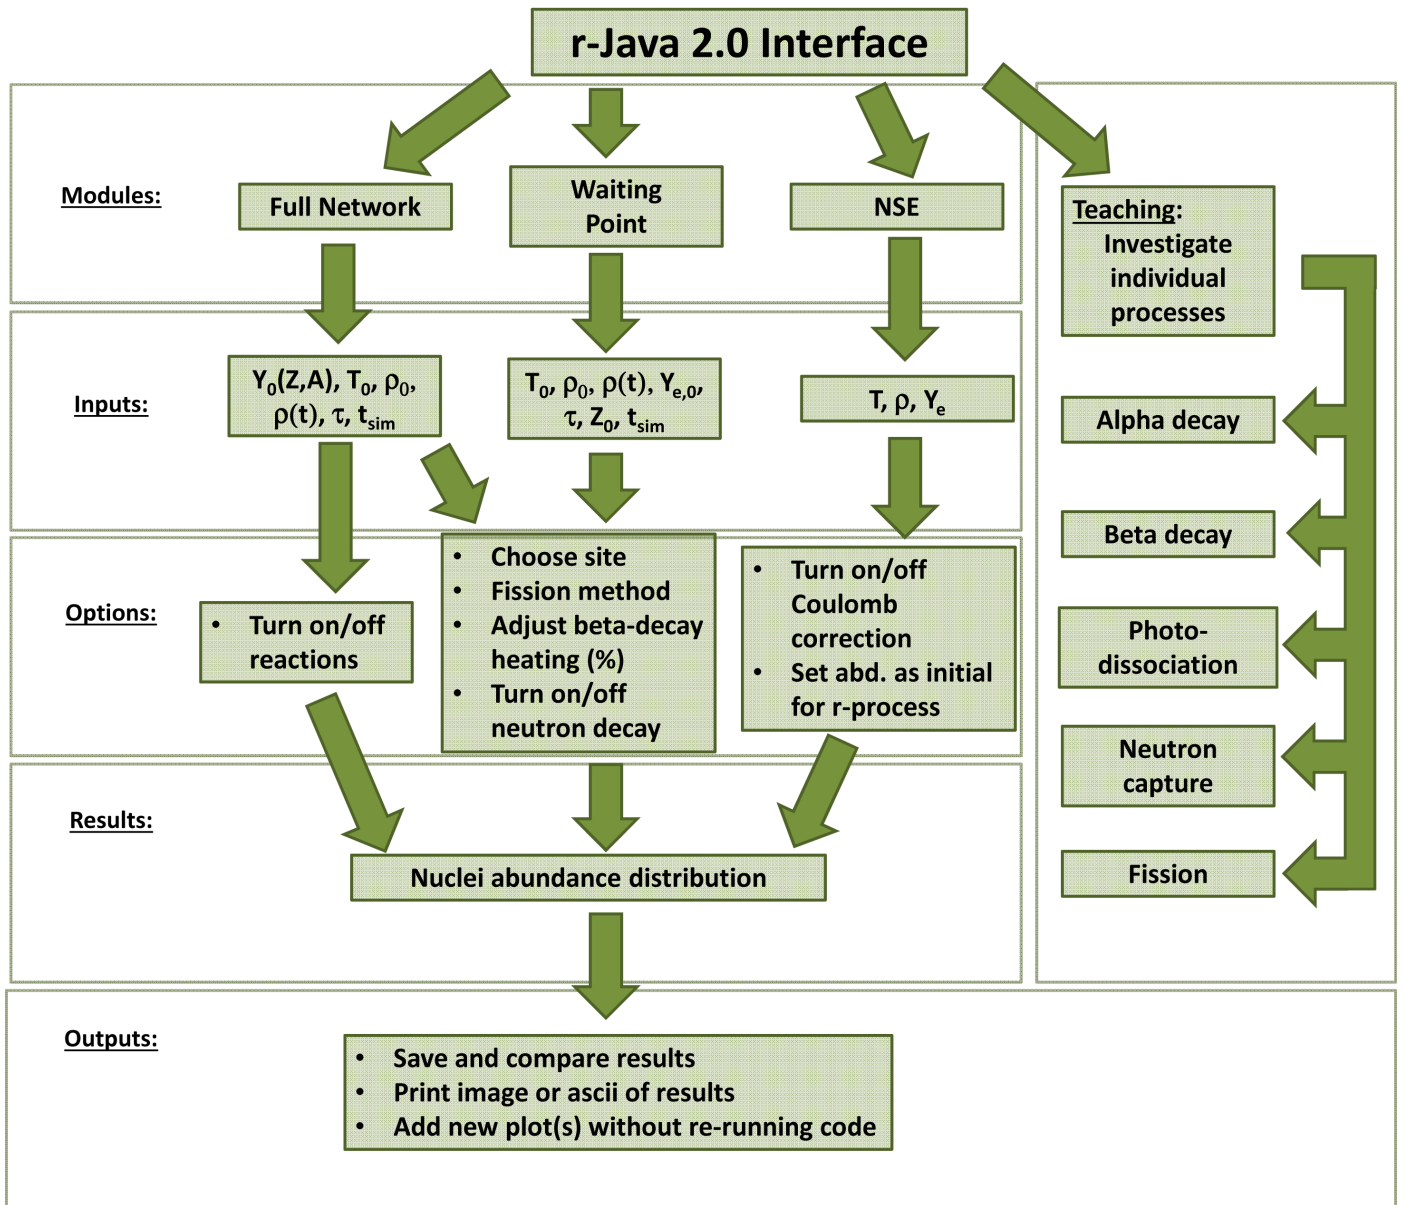 r-Java 2.0 Interface
Modules:
Full Network
Waiting
Point
NSE
Teaching:
Investigate
individual
processes
Inputs:
Y₀(Z,A), T₀, ρ₀,
ρ(t), τ, t_sim
T₀, ρ₀, ρ(t), Y_e,0,
τ, Z₀, t_sim
T, ρ, Y_e
Alpha decay
Beta decay
Photo-
dissociation
Neutron
capture
Fission
Options:
• Turn on/off
reactions
• Choose site
• Fission method
• Adjust beta-decay
heating (%)
• Turn on/off
neutron decay
• Turn on/off
Coulomb
correction
• Set abd. as initial
for r-process
Results:
Nuclei abundance distribution
Outputs:
• Save and compare results
• Print image or ascii of results
• Add new plot(s) without re-running code